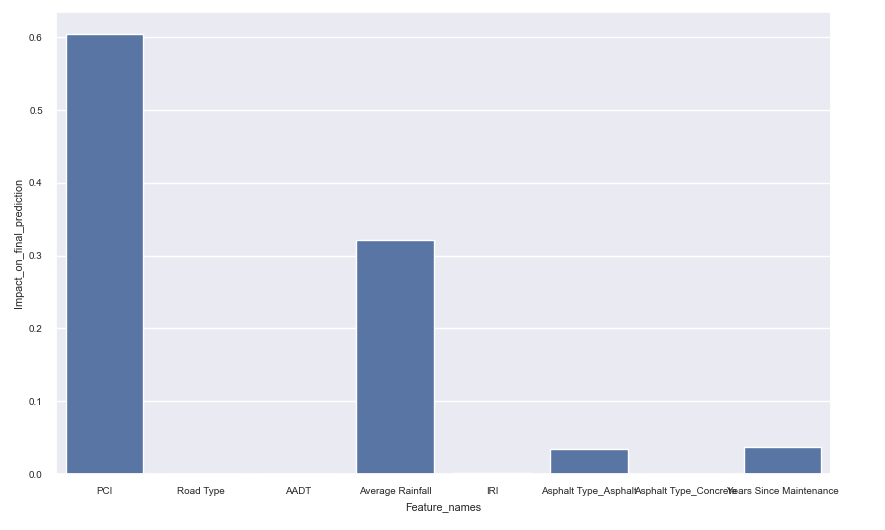 Impact_on_final_prediction
0.6
0.5
0.4
0.3
0.2
0.1
0.0
PCI
Road Type
AADT
Average Rainfall
IRI
Asphalt Type_Asphalt
Asphalt Type_Concrete
Years Since Maintenance
Feature_names